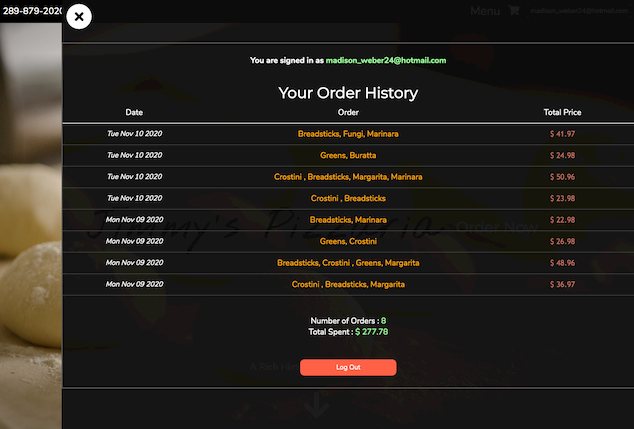 289-879-2020
Menu
madison_weber24@hotmail.com
You are signed in as madison_weber24@hotmail.com
Your Order History
Date Order Total Price
Tue Nov 10 2020 Breadsticks, Fungi, Marinara $ 41.97
Tue Nov 10 2020 Greens, Buratta $ 24.98
Tue Nov 10 2020 Crostini , Breadsticks, Margarita, Marinara $ 50.96
Tue Nov 10 2020 Crostini , Breadsticks $ 23.98
Mon Nov 09 2020 Breadsticks, Marinara $ 22.98
Jimmy's Pizzaria
Order Now
Mon Nov 09 2020 Greens, Crostini $ 26.98
Mon Nov 09 2020 Breadsticks, Crostini , Greens, Margarita $ 48.96
Mon Nov 09 2020 Crostini , Breadsticks, Margarita $ 36.97
Number of Orders : 8
Total Spent : $ 277.78
Log Out